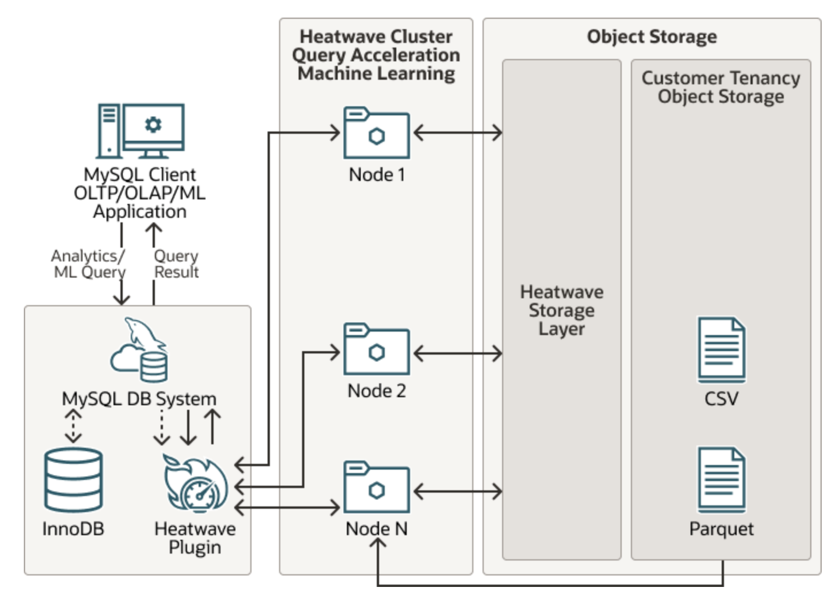 Heatwave Cluster
Query Acceleration
Machine Learning
Object Storage
Customer Tenancy
Object Storage
MySQL Client
OLTP/OLAP/ML
Application
Node 1
Analytics/
ML Query
Query
Result
Heatwave
Storage
Layer
MySQL DB System
Node 2
CSV
InnoDB
Heatwave
Plugin
Node N
Parquet